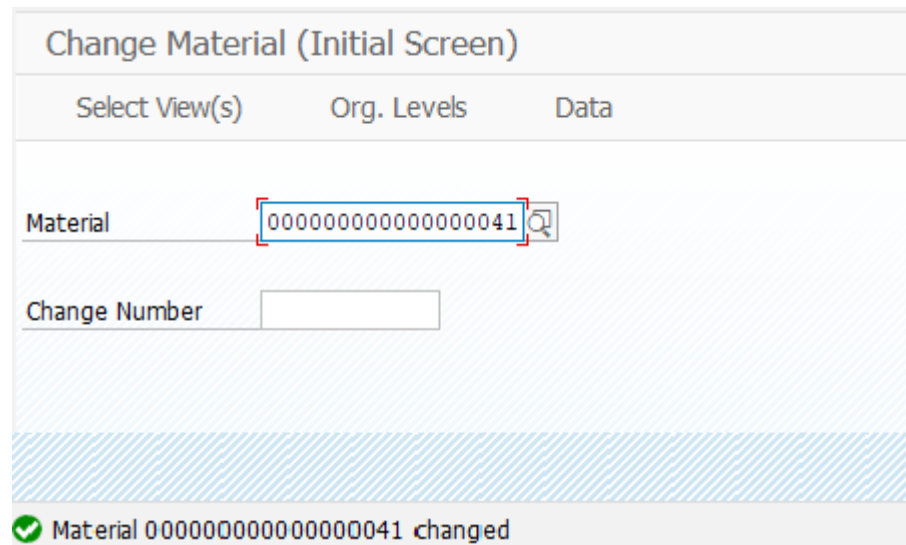 Change Material (Initial Screen)
Select View(s) Org. Levels Data
Material 000000000000000041
Change Number
Material 000000000000000041 changed